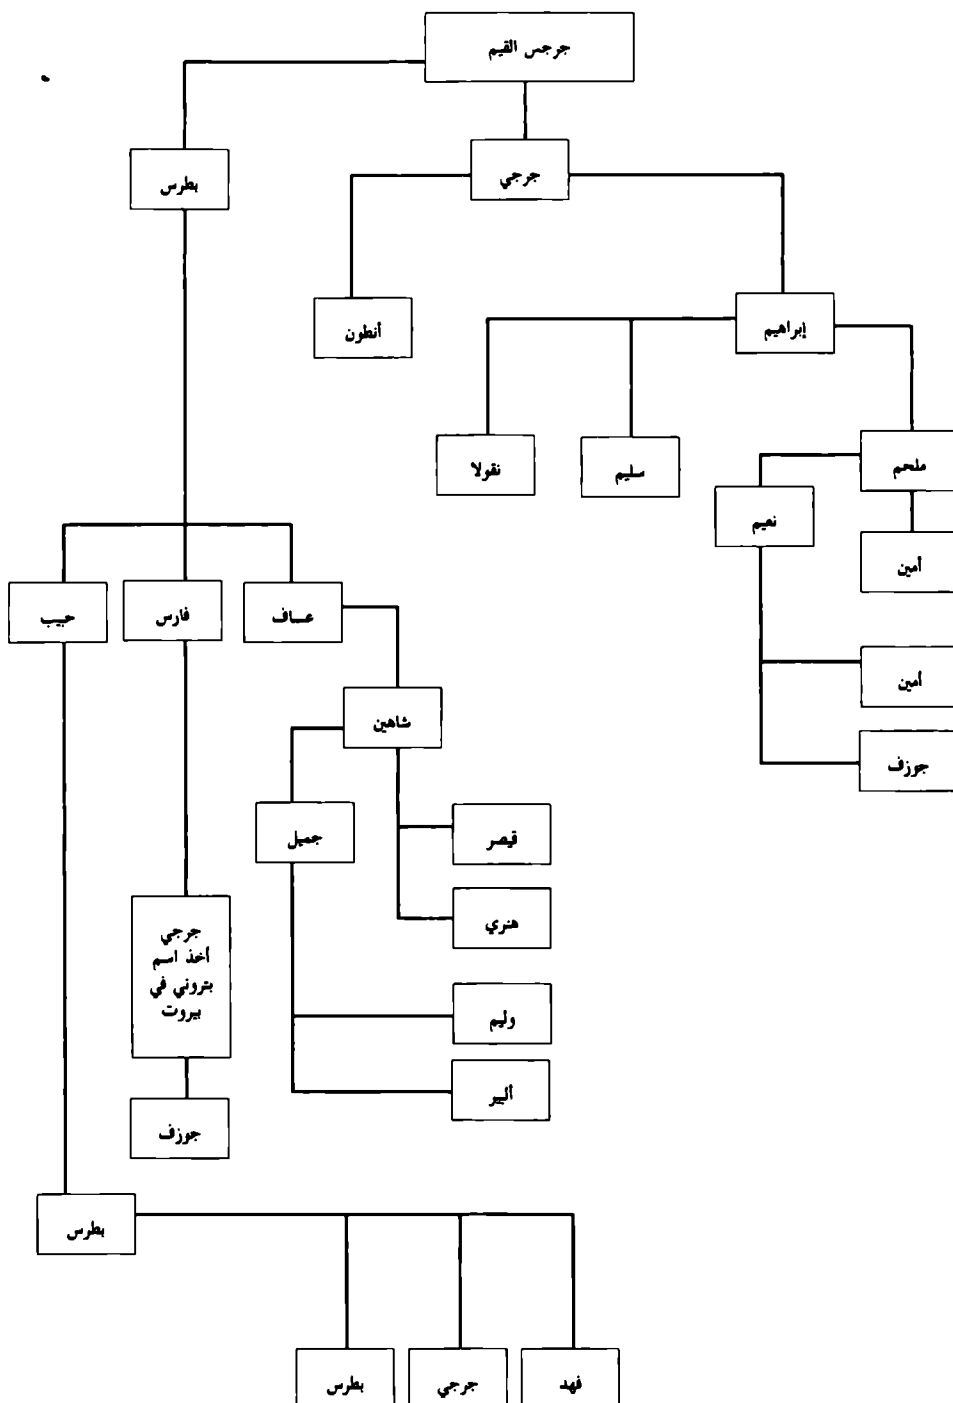 جرجس القيم
جرجي
بطرس
إبراهيم
أنطون
ملحم
سليم
نقولا
نعيم
أمين
عساف
فارس
حبيب
أمين
شاهين
جوزف
قيصر
جميل
هنري
جرجي
أخذ اسم
بتروني في
بيروت
وليم
ألبير
جوزف
بطرس
فهد
جرجي
بطرس